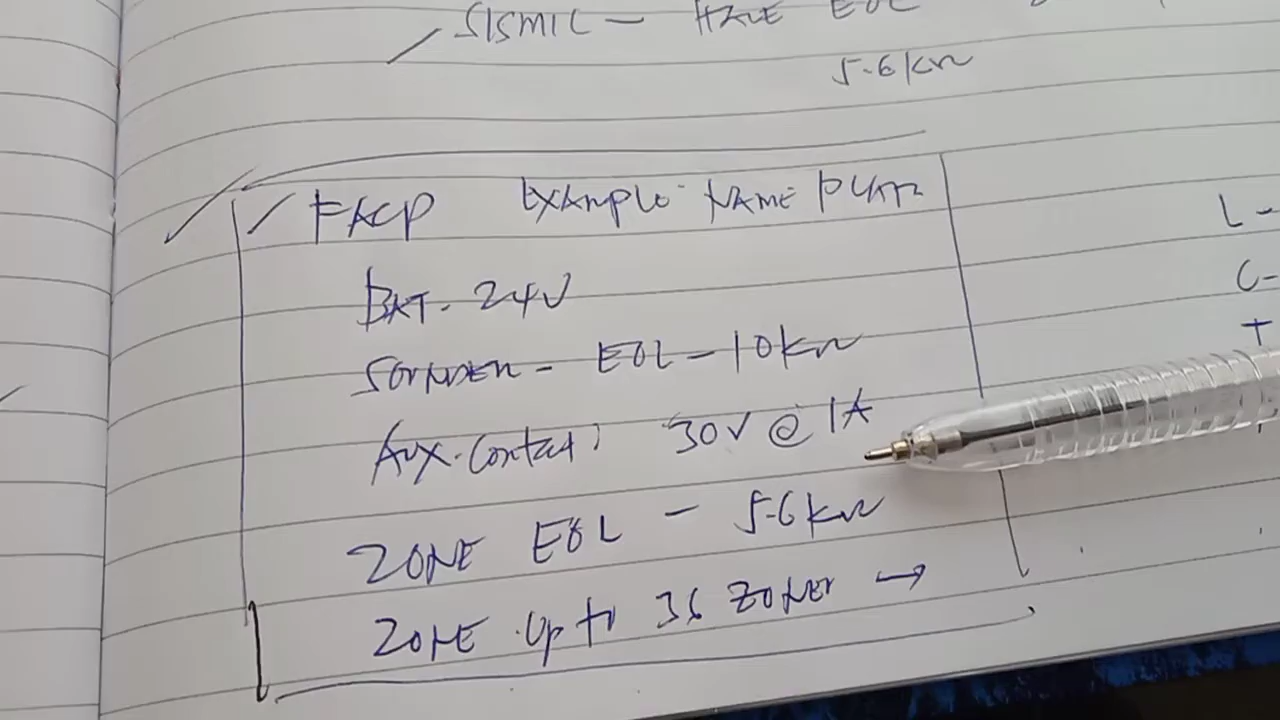 SISMIC - EOL
5.6kΩ
FACP EXAMPLE NAME PLATE
BAT. 24V
SOUNDER - EOL - 10kΩ
AUX. Contact 30V @ 1A
ZONE EOL - 5.6kΩ
ZONE Up to 36 ZONES →
L -
C -
T